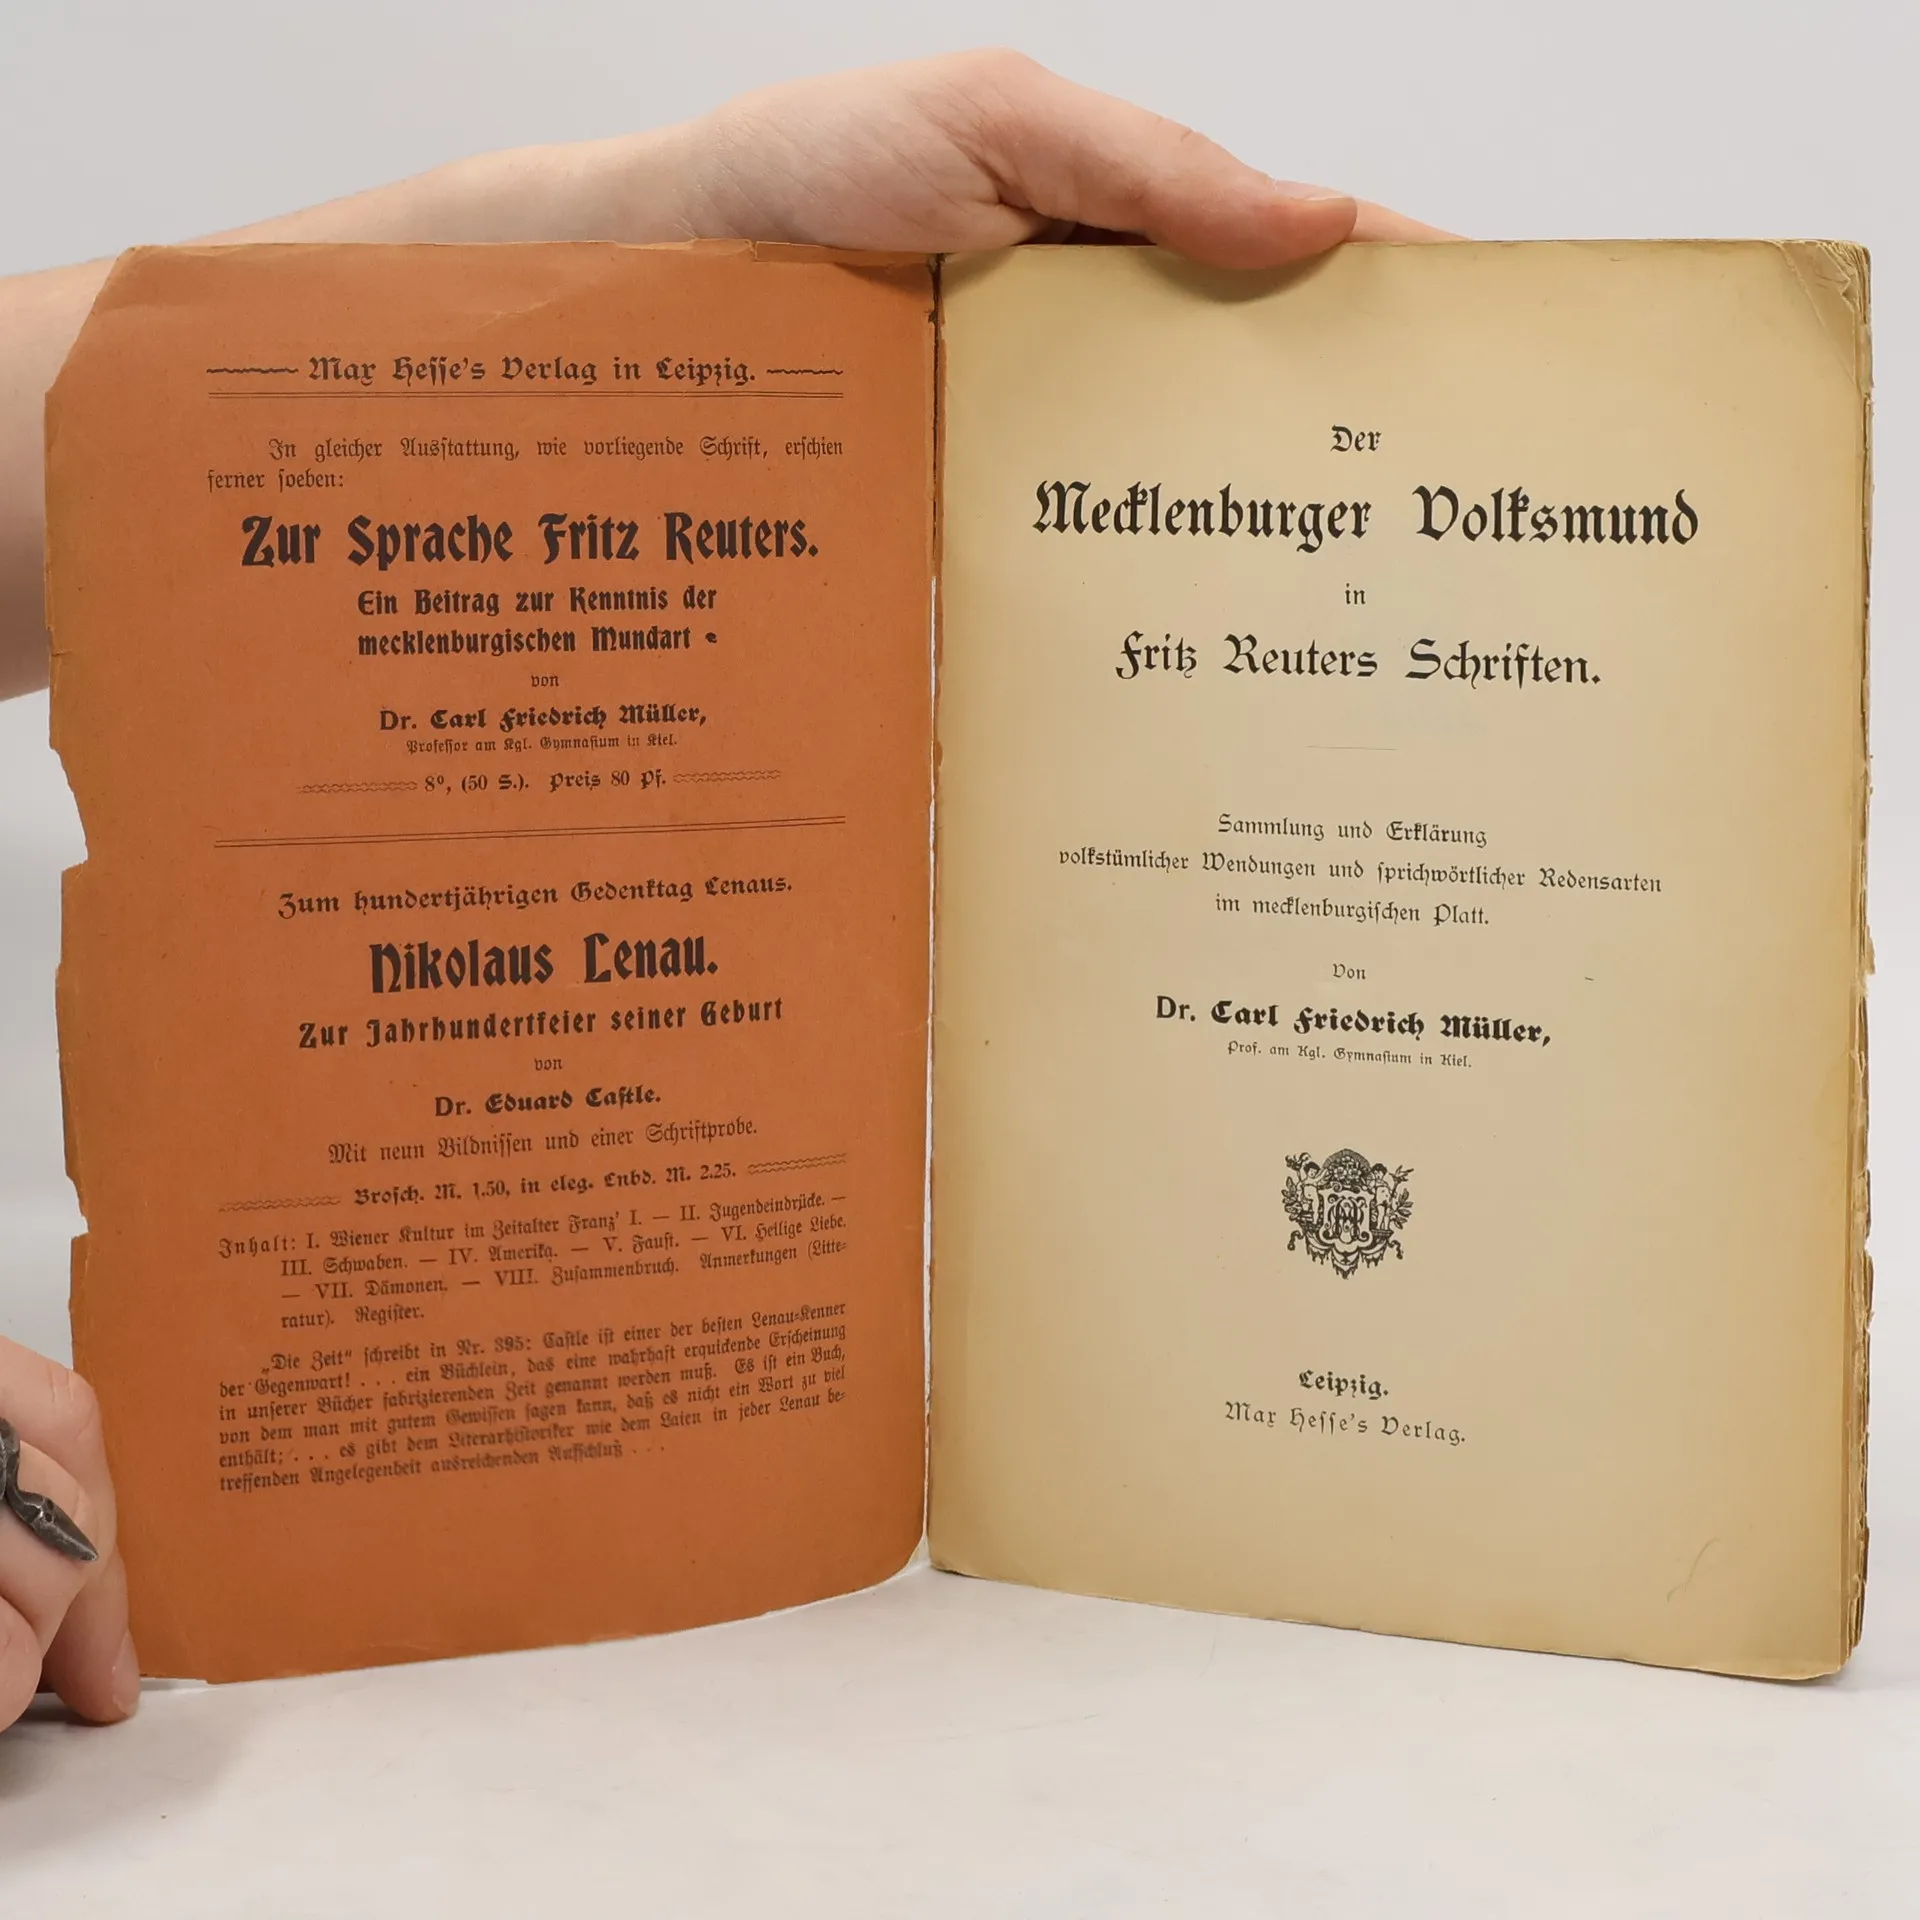 Max Hesse's Verlag in Leipzig.
In gleicher Ausstattung, wie vorliegende Schrift, erschien
ferner soeben:
Zur Sprache Fritz Reuters.
Ein Beitrag zur Kenntnis der
mecklenburgischen Mundart
von
Dr. Carl Friedrich Müller,
Professor am Kgl. Gymnasium in Kiel.
8°, (50 S.). Preis 80 Pf.
Zum hundertjährigen Gedenktag Lenaus.
Nikolaus Lenau.
Zur Jahrhundertfeier seiner Geburt
von
Dr. Eduard Castle.
Mit neun Bildnissen und einer Schriftprobe.
Brosch. M. 1.50, in eleg. Lnbd. M. 2.25.
Inhalt: I. Wiener Kultur im Zeitalter Franz' I. — II. Jugendeindrücke. —
III. Schwaben. — IV. Amerika. — V. Faust. — VI. Heilige Liebe.
— VII. Dämonen. — VIII. Zusammenbruch. Anmerkungen (Litte-
ratur). Register.
„Die Zeit" schreibt in Nr. 395: Castle ist einer der besten Lenau-Kenner
der Gegenwart! . . . ein Büchlein, das eine wahrhaft erquickende Erscheinung
in unserer Bücher fabrizierenden Zeit genannt werden muß. Es ist ein Buch,
von dem man mit gutem Gewissen sagen kann, daß es nicht ein Wort zu viel
enthält; . . . es gibt dem Literarhistoriker wie dem Laien in jeder Lenau be-
treffenden Angelegenheit ausreichenden Aufschluß . . .
Der
Mecklenburger Volksmund
in
Fritz Reuters Schriften.
Sammlung und Erklärung
volkstümlicher Wendungen und sprichwörtlicher Redensarten
im mecklenburgischen Platt.
Von
Dr. Carl Friedrich Müller,
Prof. am Kgl. Gymnasium in Kiel.
Leipzig.
Max Hesse's Verlag.